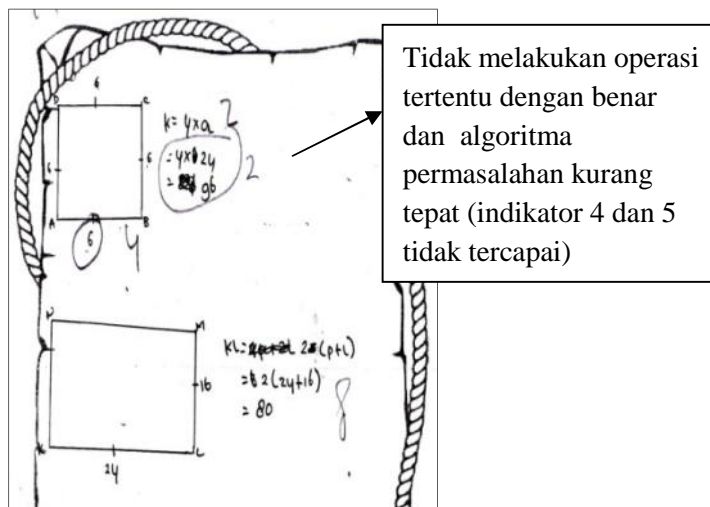 D 6 C
6 6
A 6 B
4
K = 4 x a 2
= 4 x 24
= 96
2
Tidak melakukan operasi
tertentu dengan benar
dan algoritma
permasalahan kurang
tepat (indikator 4 dan 5
tidak tercapai)
N M
16
K L
24
KL = 2 (p+l)
= 2 (24+16)
= 80
8